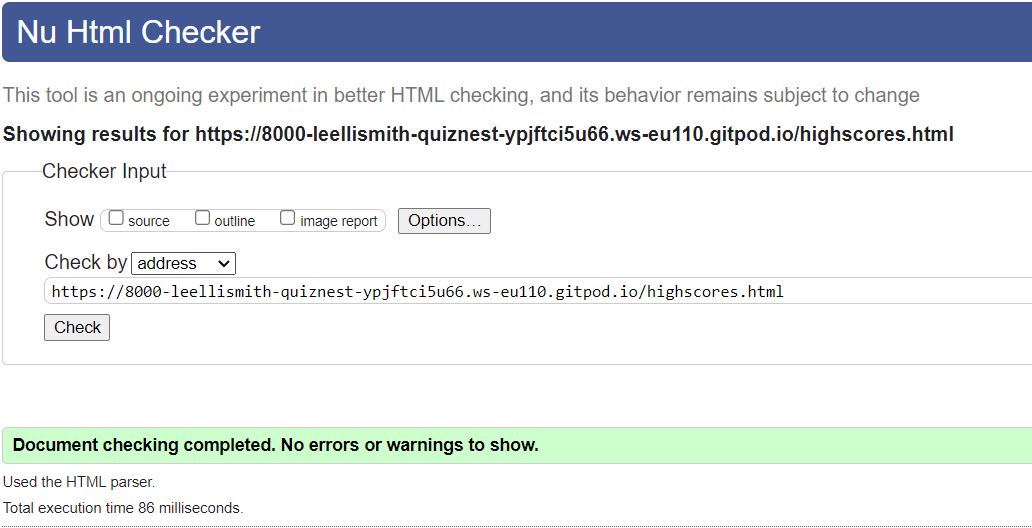 Nu Html Checker
This tool is an ongoing experiment in better HTML checking, and its behavior remains subject to change
Showing results for https://8000-leellismith-quiznest-ypjftci5u66.ws-eu110.gitpod.io/highscores.html
Checker Input
Show source outline image report Options...
Check by address
https://8000-leellismith-quiznest-ypjftci5u66.ws-eu110.gitpod.io/highscores.html
Check
Document checking completed. No errors or warnings to show.
Used the HTML parser.
Total execution time 86 milliseconds.